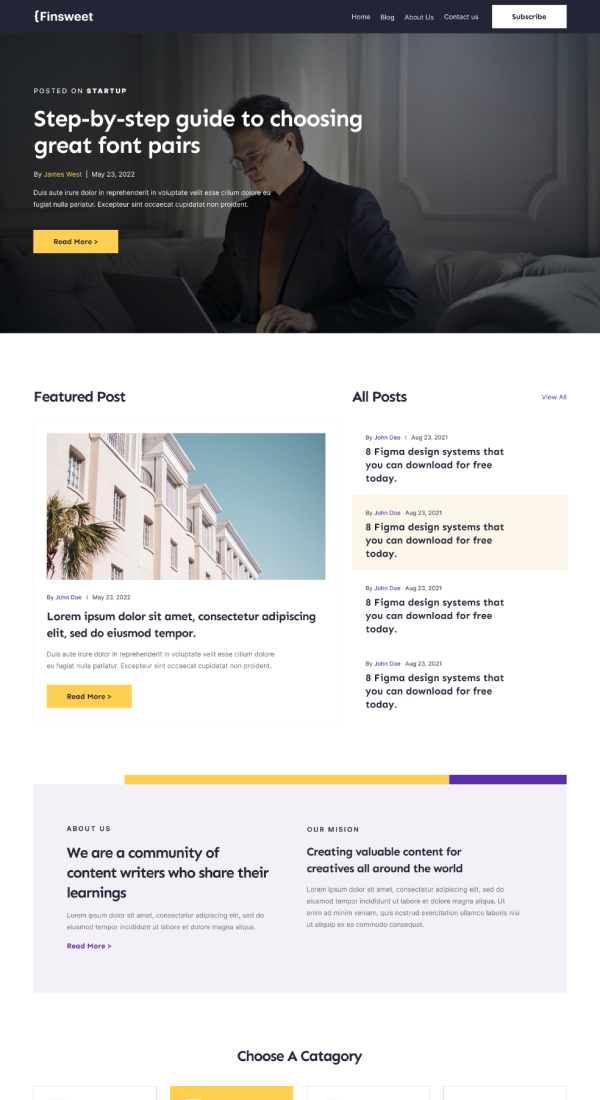 {Finsweet
Home Blog About Us Contact us Subscribe
POSTED ON STARTUP
Step-by-step guide to choosing
great font pairs
By James West | May 23, 2022
Duis aute irure dolor in reprehenderit in voluptate velit esse cillum dolore eu
fugiat nulla pariatur. Excepteur sint occaecat cupidatat non proident.
Read More >
Featured Post
By John Doe | May 23, 2022
Lorem ipsum dolor sit amet, consectetur adipiscing
elit, sed do eiusmod tempor.
Duis aute irure dolor in reprehenderit in voluptate velit esse cillum dolore
eu fugiat nulla pariatur. Excepteur sint occaecat cupidatat non proident.
Read More >
All Posts
View All
By John Deo | Aug 23, 2021
8 Figma design systems that
you can download for free
today.
By John Doe Aug 23, 2021
8 Figma design systems that
you can download for free
today.
By John Doe Aug 23, 2021
8 Figma design systems that
you can download for free
today.
By John Doe Aug 23, 2021
8 Figma design systems that
you can download for free
today.
ABOUT US
We are a community of
content writers who share their
learnings
Lorem ipsum dolor sit amet, consectetur adipiscing elit, sed do
eiusmod tempor incididunt ut labore et dolore magna aliqua.
Read More >
OUR MISION
Creating valuable content for
creatives all around the world
Lorem ipsum dolor sit amet, consectetur adipiscing elit, sed do
eiusmod tempor incididunt ut labore et dolore magna aliqua. Ut
enim ad minim veniam, quis nostrud exercitation ullamco laboris nisi
ut aliquip ex ea commodo consequat.
Choose A Catagory